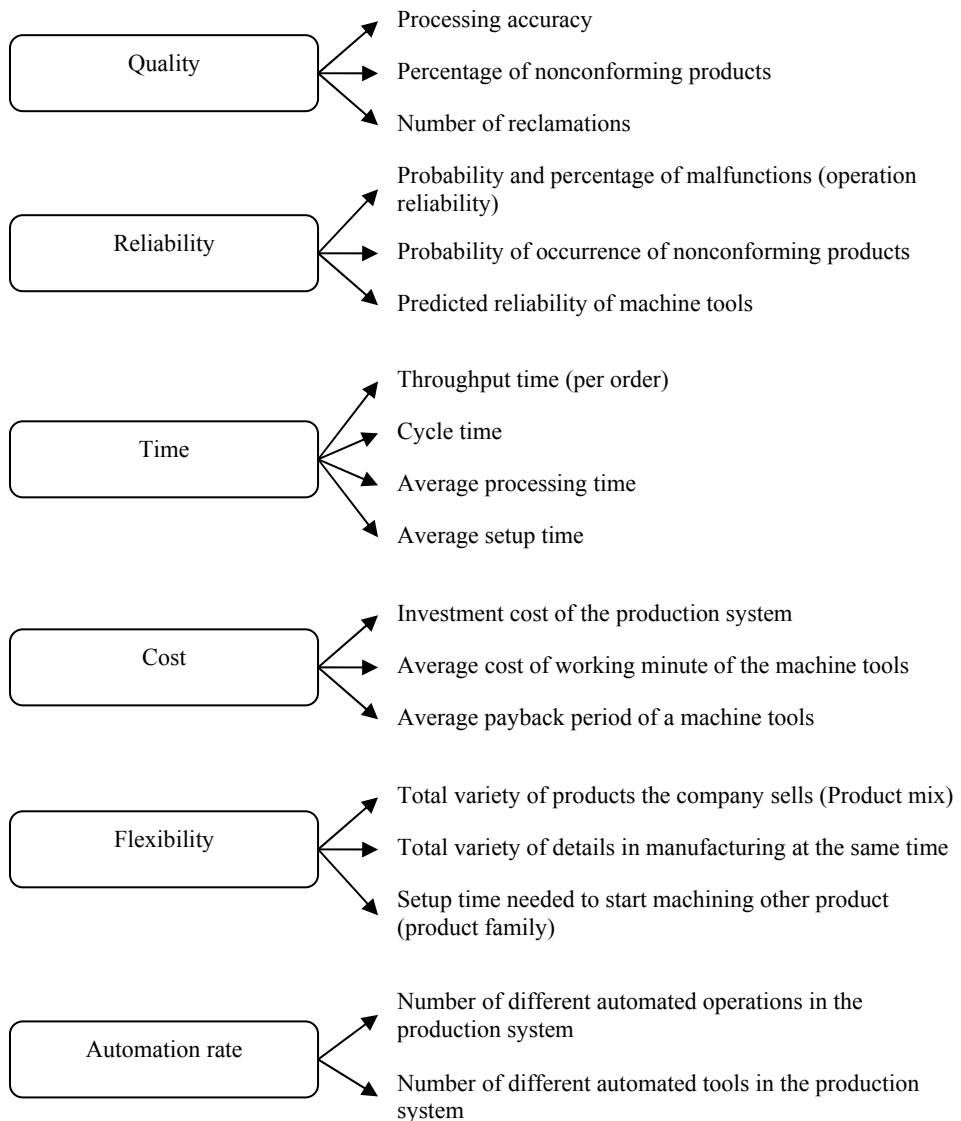 Quality
Processing accuracy
Percentage of nonconforming products
Number of reclamations
Reliability
Probability and percentage of malfunctions (operation
reliability)
Probability of occurrence of nonconforming products
Predicted reliability of machine tools
Time
Throughput time (per order)
Cycle time
Average processing time
Average setup time
Cost
Investment cost of the production system
Average cost of working minute of the machine tools
Average payback period of a machine tools
Flexibility
Total variety of products the company sells (Product mix)
Total variety of details in manufacturing at the same time
Setup time needed to start machining other product
(product family)
Automation rate
Number of different automated operations in the
production system
Number of different automated tools in the production
system